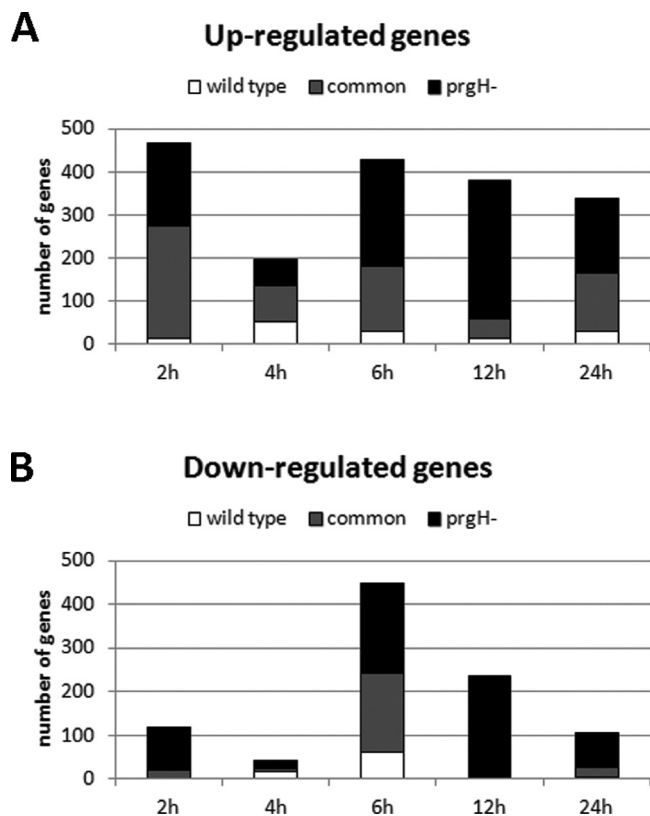 A
Up-regulated genes
wild type common prgH-
number of genes
500
400
300
200
100
0
2h 4h 6h 12h 24h
B
Down-regulated genes
wild type common prgH-
number of genes
500
400
300
200
100
0
2h 4h 6h 12h 24h